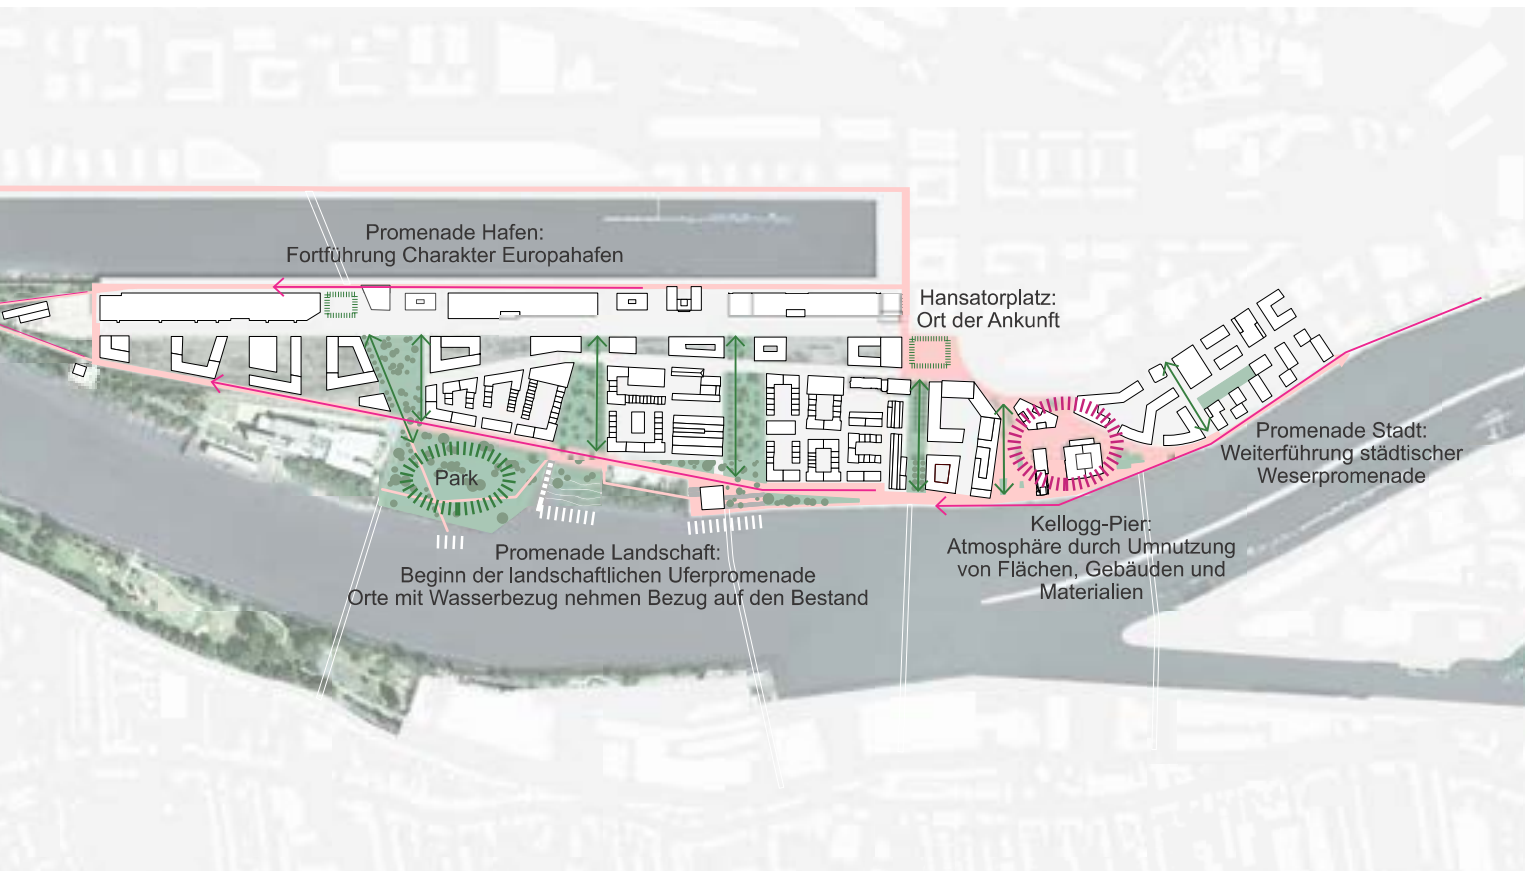 Promenade Hafen:
Fortführung Charakter Europahafen
Hansatorplatz:
Ort der Ankunft
Promenade Stadt:
Weiterführung städtischer
Weserpromenade
Park
Kellogg-Pier:
Atmosphäre durch Umnutzung
von Flächen, Gebäuden und
Materialien
Promenade Landschaft:
Beginn der landschaftlichen Uferpromenade
Orte mit Wasserbezug nehmen Bezug auf den Bestand